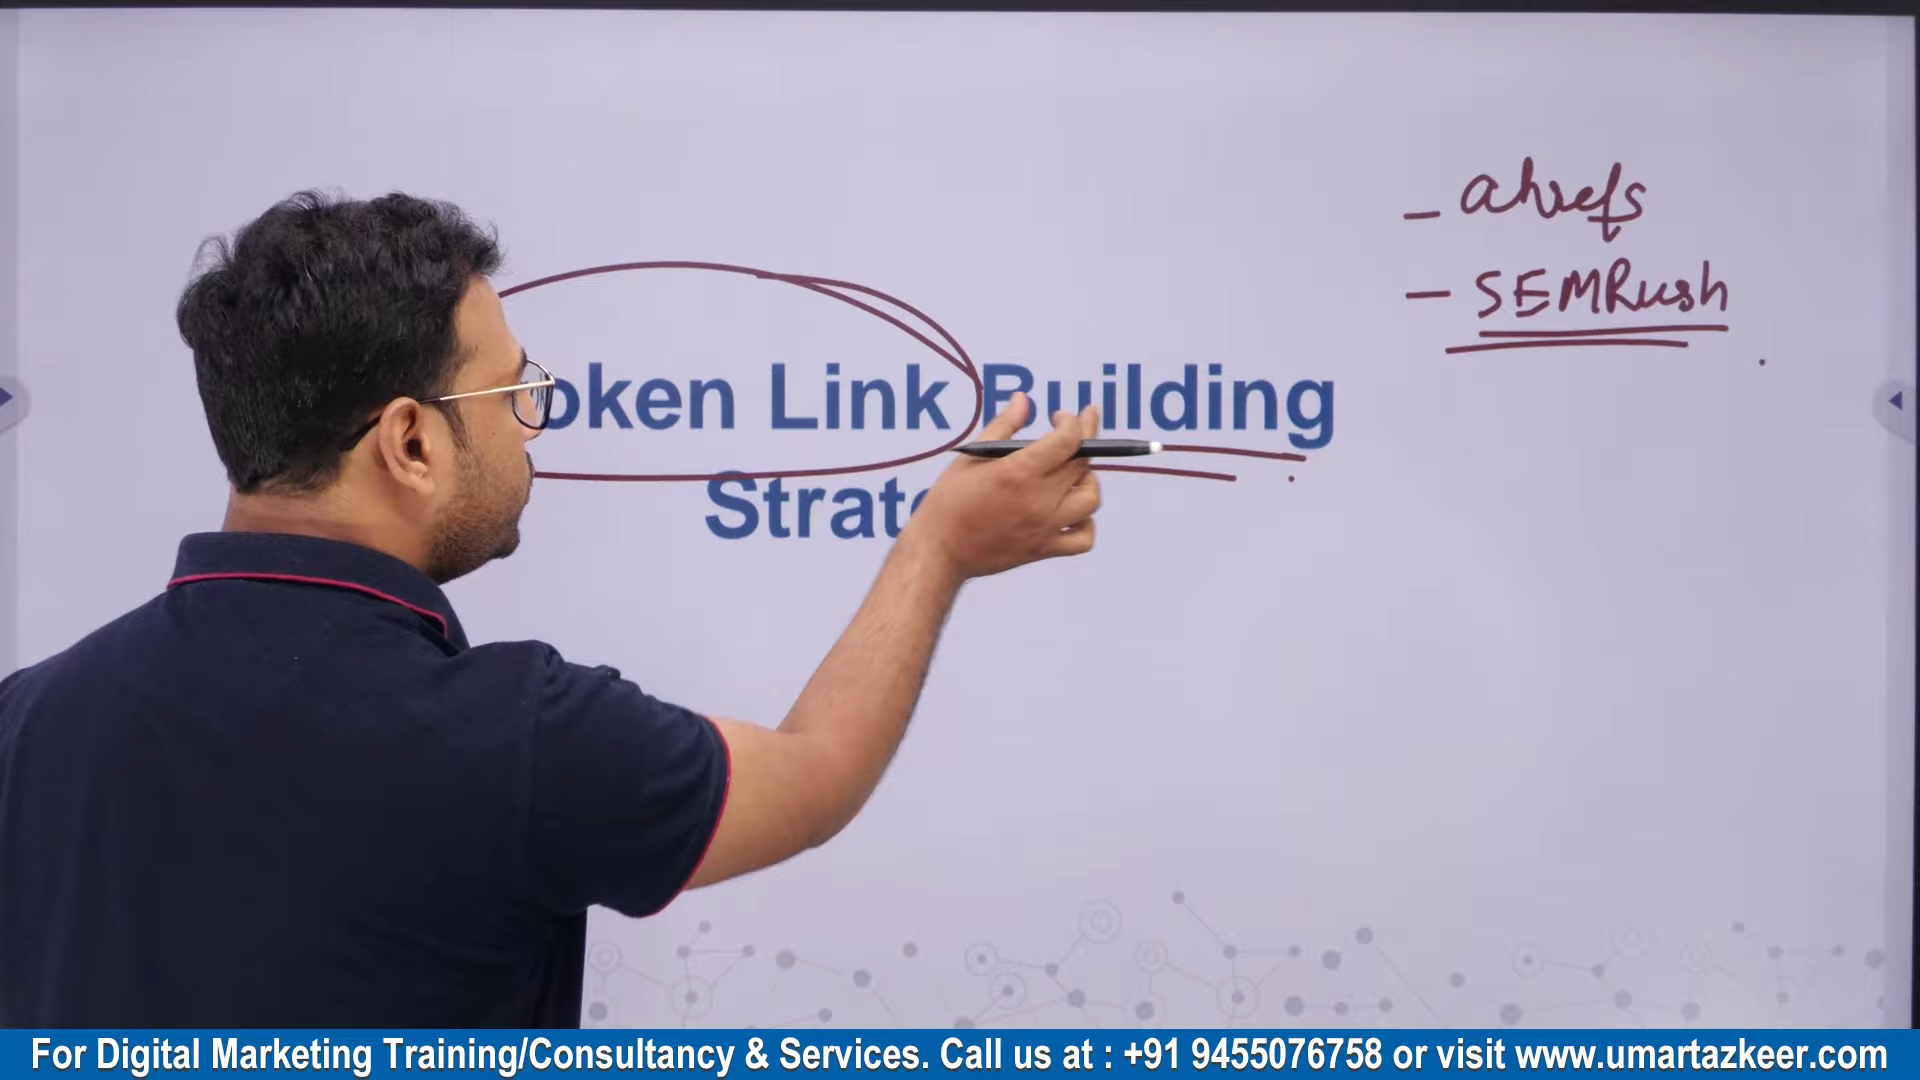 - ahrefs
- SEMRush
oken Link Building
Strate
For Digital Marketing Training/Consultancy & Services. Call us at : +91 9455076758 or visit www.umartazkeer.com